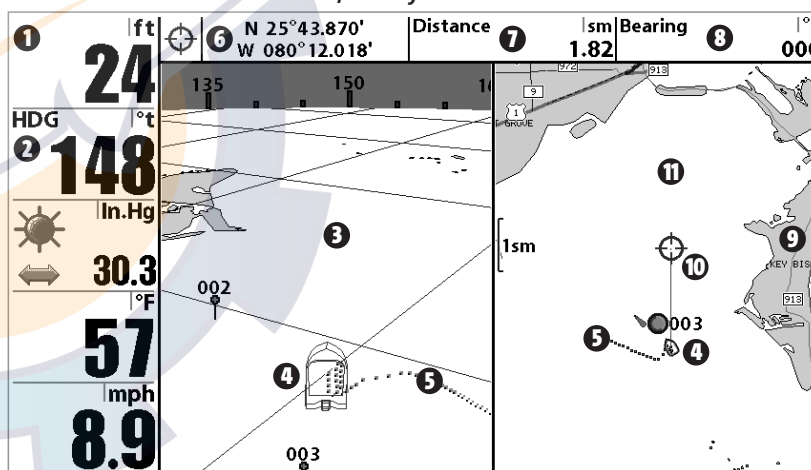 1 ft
24
6 N 25°43.870'
W 080°12.018'
Distance
7 sm
1.82
Bearing
8 °
HDG °t
2 148
In.Hg
30.3
°F
57
mph
8.9
135 150
3
002
4
5
003
972
913
9
1
GROVE
11
1sm
10
9
KEY BIS
913
003
5
4